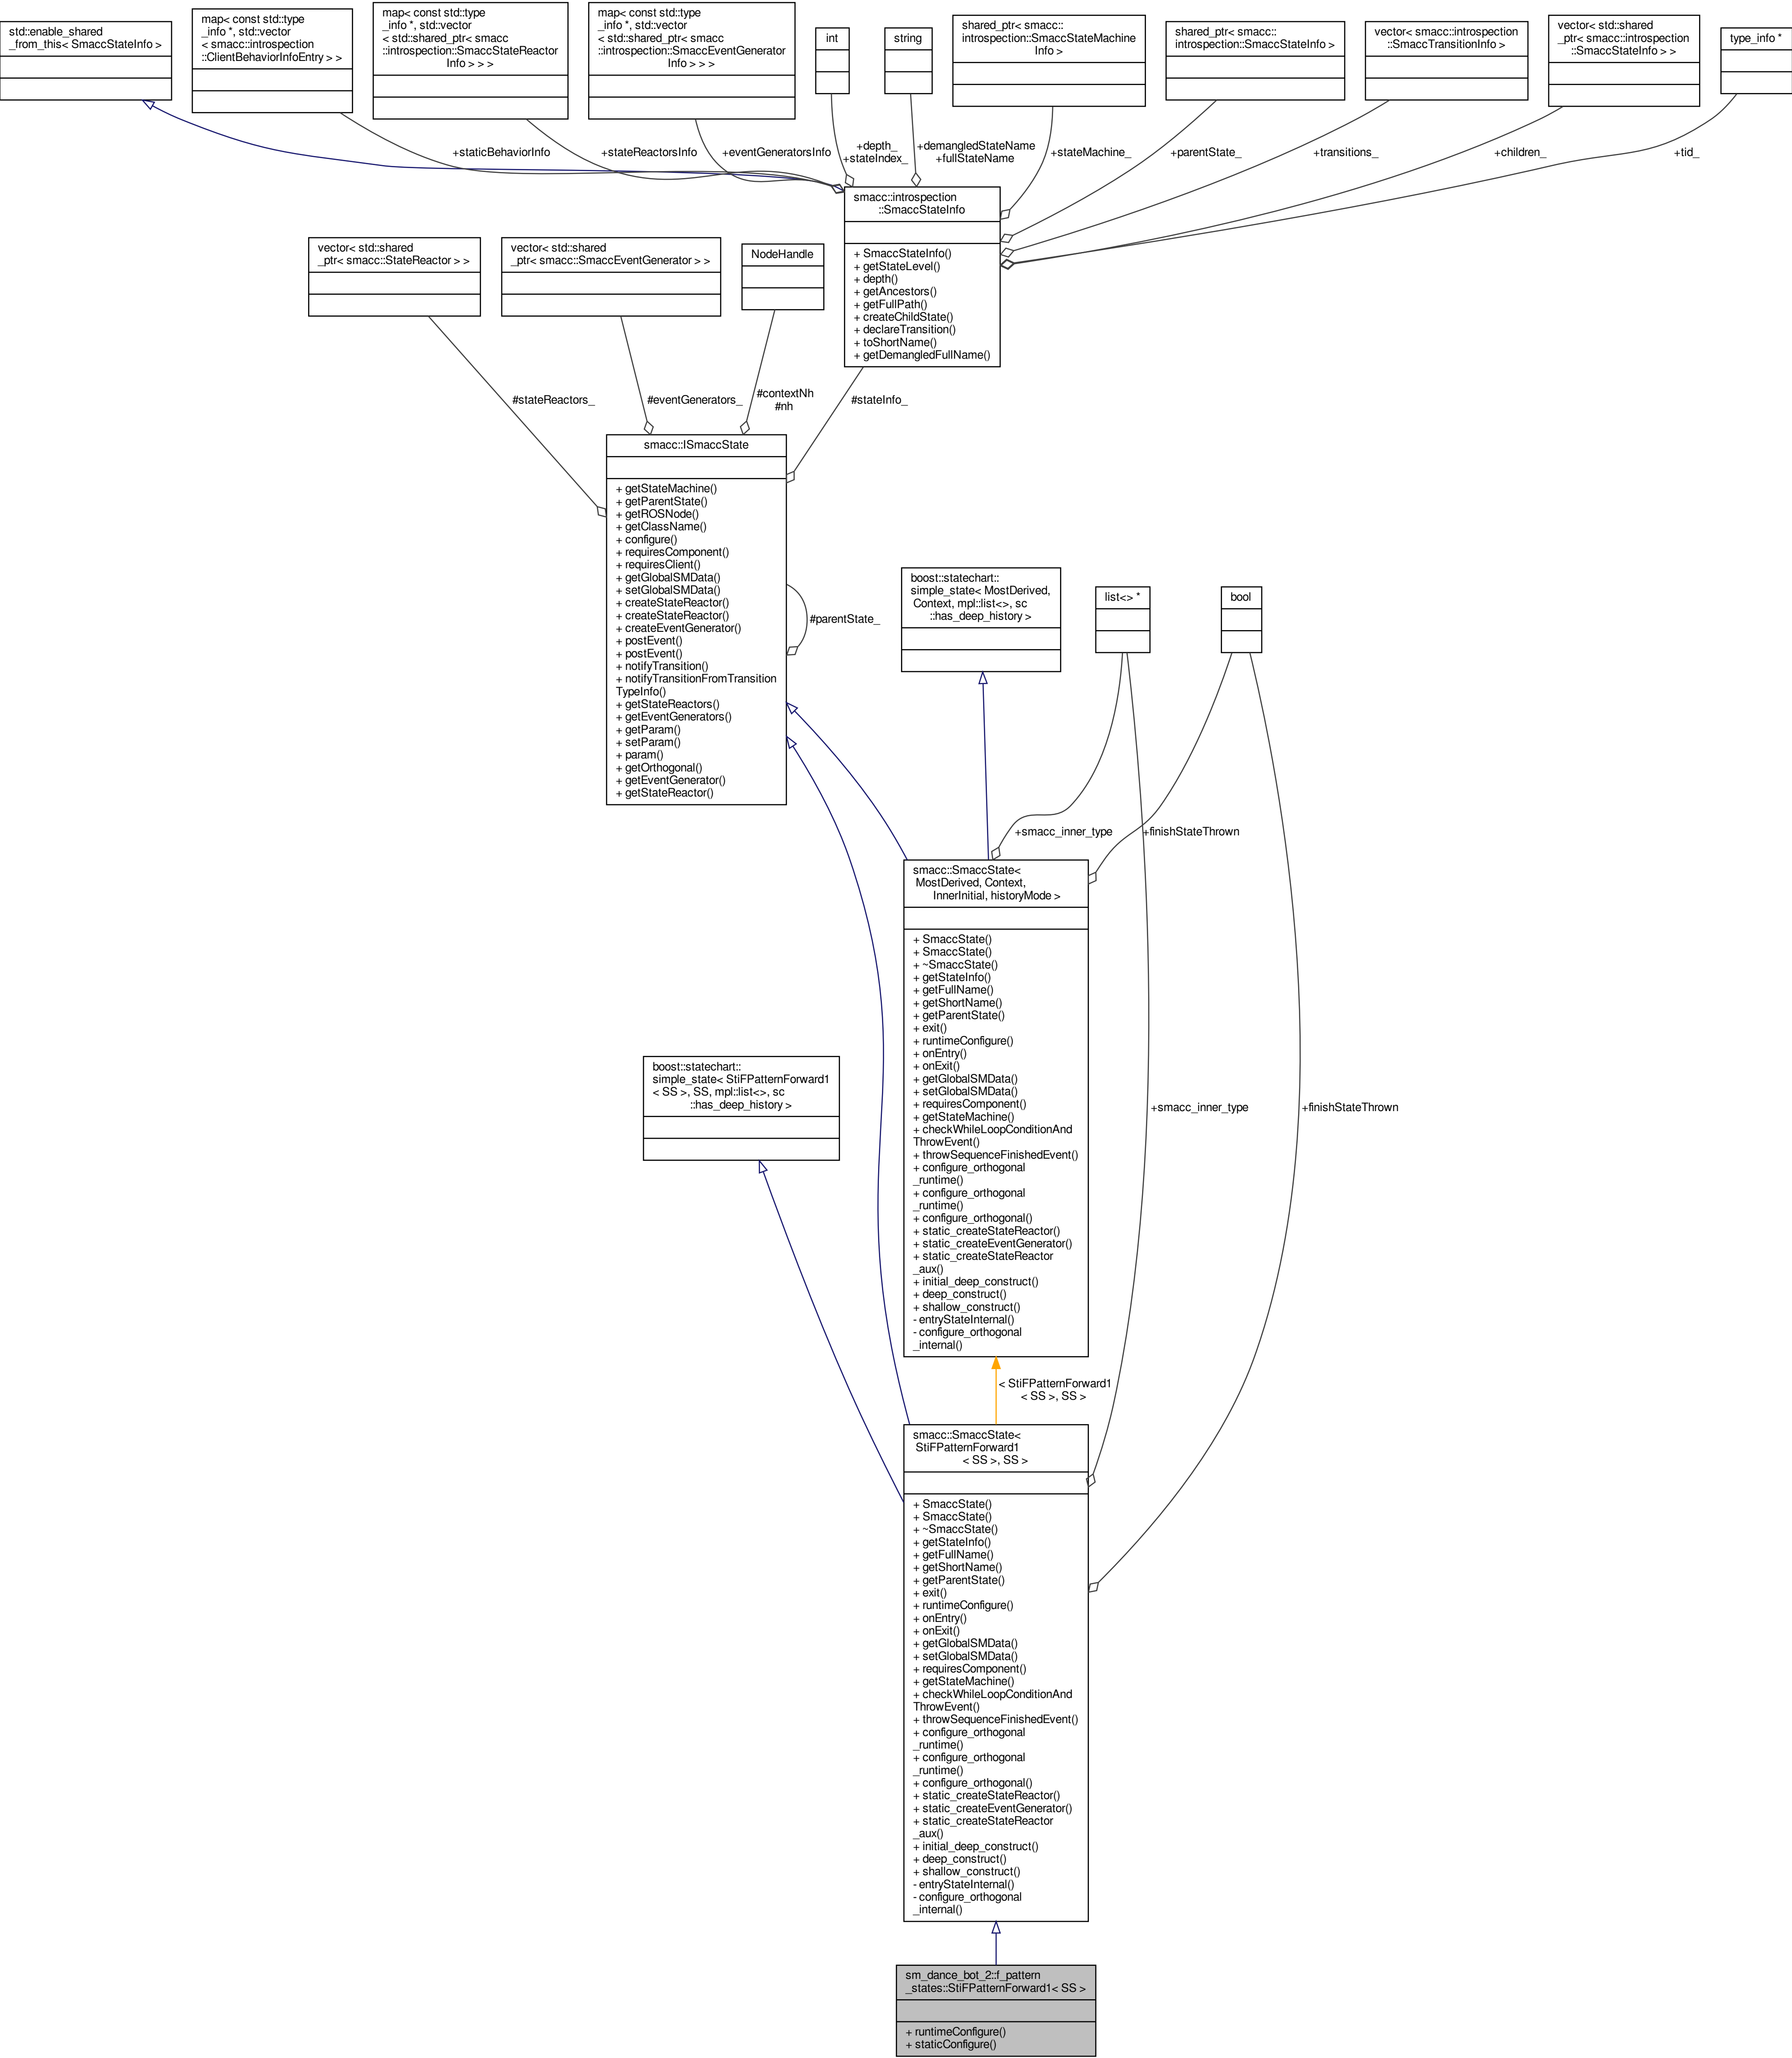 std::enable_shared
_from_this< SmaccStateInfo >
map< const std::type
_info *, std::vector
< smacc::introspection
::ClientBehaviorInfoEntry > >
map< const std::type
_info *, std::vector
< std::shared_ptr< smacc
::introspection::SmaccStateReactor
Info > > >
map< const std::type
_info *, std::vector
< std::shared_ptr< smacc
::introspection::SmaccEventGenerator
Info > > >
int
string
shared_ptr< smacc::
introspection::SmaccStateMachine
Info >
shared_ptr< smacc::
introspection::SmaccStateInfo >
vector< smacc::introspection
::SmaccTransitionInfo >
vector< std::shared
_ptr< smacc::introspection
::SmaccStateInfo > >
type_info *
+staticBehaviorInfo
+stateReactorsInfo
+eventGeneratorsInfo
+depth_
+stateIndex_
+demangledStateName
+fullStateName
+stateMachine_
+parentState_
+transitions_
+children_
+tid_
smacc::introspection
::SmaccStateInfo
+ SmaccStateInfo()
+ getStateLevel()
+ depth()
+ getAncestors()
+ getFullPath()
+ createChildState()
+ declareTransition()
+ toShortName()
+ getDemangledFullName()
vector< std::shared
_ptr< smacc::StateReactor > >
vector< std::shared
_ptr< smacc::SmaccEventGenerator > >
NodeHandle
#stateReactors_
#eventGenerators_
#contextNh
#nh
#stateInfo_
smacc::ISmaccState
+ getStateMachine()
+ getParentState()
+ getROSNode()
+ getClassName()
+ configure()
+ requiresComponent()
+ requiresClient()
+ getGlobalSMData()
+ setGlobalSMData()
+ createStateReactor()
+ createStateReactor()
+ createEventGenerator()
+ postEvent()
+ postEvent()
+ notifyTransition()
+ notifyTransitionFromTransition
TypeInfo()
+ getStateReactors()
+ getEventGenerators()
+ getParam()
+ setParam()
+ param()
+ getOrthogonal()
+ getEventGenerator()
+ getStateReactor()
#parentState_
boost::statechart::
simple_state< MostDerived,
Context, mpl::list<>, sc
::has_deep_history >
list<> *
bool
+smacc_inner_type
+finishStateThrown
smacc::SmaccState<
MostDerived, Context,
InnerInitial, historyMode >
+ SmaccState()
+ SmaccState()
+ ~SmaccState()
+ getStateInfo()
+ getFullName()
+ getShortName()
+ getParentState()
+ exit()
+ runtimeConfigure()
+ onEntry()
+ onExit()
+ getGlobalSMData()
+ setGlobalSMData()
+ requiresComponent()
+ getStateMachine()
+ checkWhileLoopConditionAnd
ThrowEvent()
+ throwSequenceFinishedEvent()
+ configure_orthogonal
_runtime()
+ configure_orthogonal
_runtime()
+ configure_orthogonal()
+ static_createStateReactor()
+ static_createEventGenerator()
+ static_createStateReactor
_aux()
+ initial_deep_construct()
+ deep_construct()
+ shallow_construct()
- entryStateInternal()
- configure_orthogonal
_internal()
boost::statechart::
simple_state< StiFPatternForward1
< SS >, SS, mpl::list<>, sc
::has_deep_history >
+smacc_inner_type
+finishStateThrown
< StiFPatternForward1
< SS >, SS >
smacc::SmaccState<
StiFPatternForward1
< SS >, SS >
+ SmaccState()
+ SmaccState()
+ ~SmaccState()
+ getStateInfo()
+ getFullName()
+ getShortName()
+ getParentState()
+ exit()
+ runtimeConfigure()
+ onEntry()
+ onExit()
+ getGlobalSMData()
+ setGlobalSMData()
+ requiresComponent()
+ getStateMachine()
+ checkWhileLoopConditionAnd
ThrowEvent()
+ throwSequenceFinishedEvent()
+ configure_orthogonal
_runtime()
+ configure_orthogonal
_runtime()
+ configure_orthogonal()
+ static_createStateReactor()
+ static_createEventGenerator()
+ static_createStateReactor
_aux()
+ initial_deep_construct()
+ deep_construct()
+ shallow_construct()
- entryStateInternal()
- configure_orthogonal
_internal()
sm_dance_bot_2::f_pattern
_states::StiFPatternForward1< SS >
+ runtimeConfigure()
+ staticConfigure()